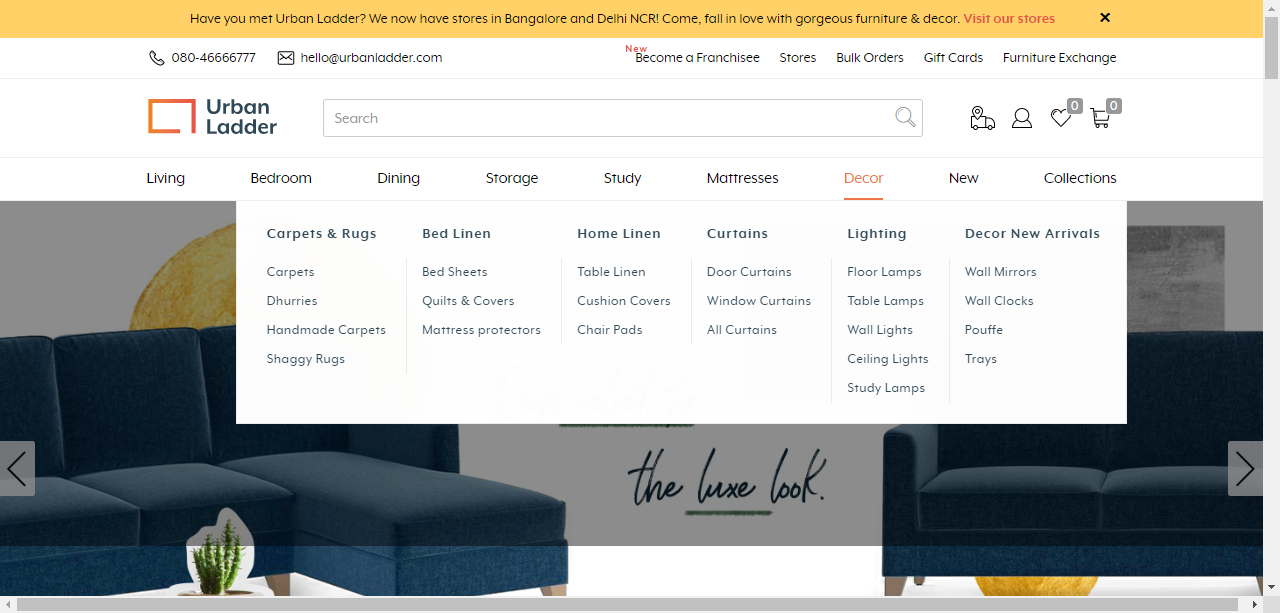 Have you met Urban Ladder? We now have stores in Bangalore and Delhi NCR! Come, fall in love with gorgeous furniture & decor. Visit our stores ✕
080-46666777 hello@urbanladder.com New Become a Franchisee Stores Bulk Orders Gift Cards Furniture Exchange
Urban
Ladder
Search
0 0
Living Bedroom Dining Storage Study Mattresses Decor New Collections
Carpets & Rugs
Carpets
Dhurries
Handmade Carpets
Shaggy Rugs
Bed Linen
Bed Sheets
Quilts & Covers
Mattress protectors
Home Linen
Table Linen
Cushion Covers
Chair Pads
Curtains
Door Curtains
Window Curtains
All Curtains
Lighting
Floor Lamps
Table Lamps
Wall Lights
Ceiling Lights
Study Lamps
Decor New Arrivals
Wall Mirrors
Wall Clocks
Pouffe
Trays
the luxe look.